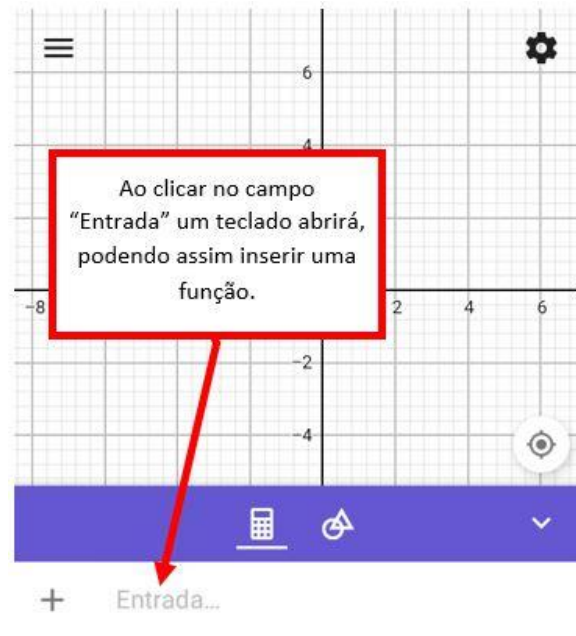 6
4
Ao clicar no campo
“Entrada” um teclado abrirá,
podendo assim inserir uma
função.
-8
2
4
6
-2
-4
Entrada...